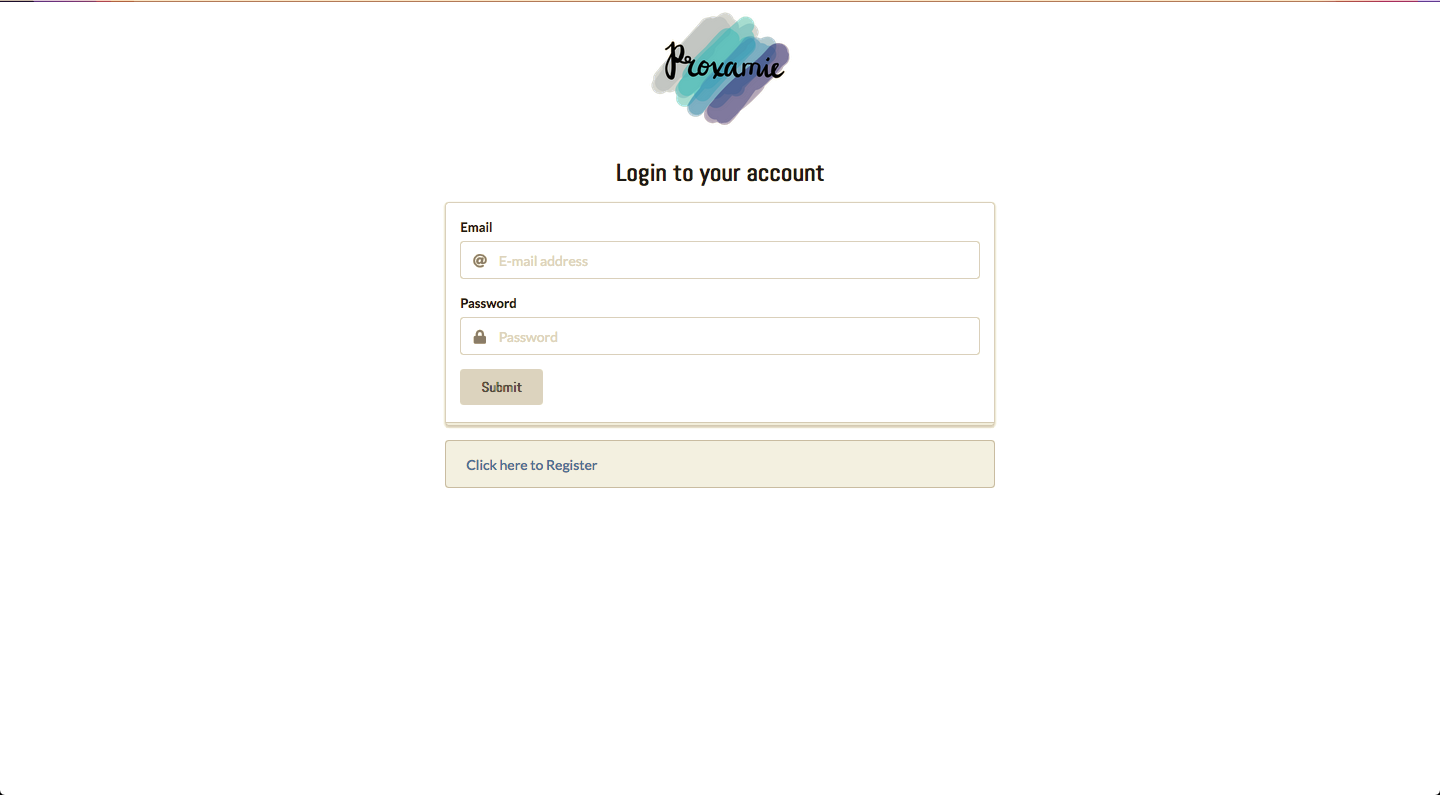 Proxamie
Login to your account
Email
@ E-mail address
Password
Password
Submit
Click here to Register